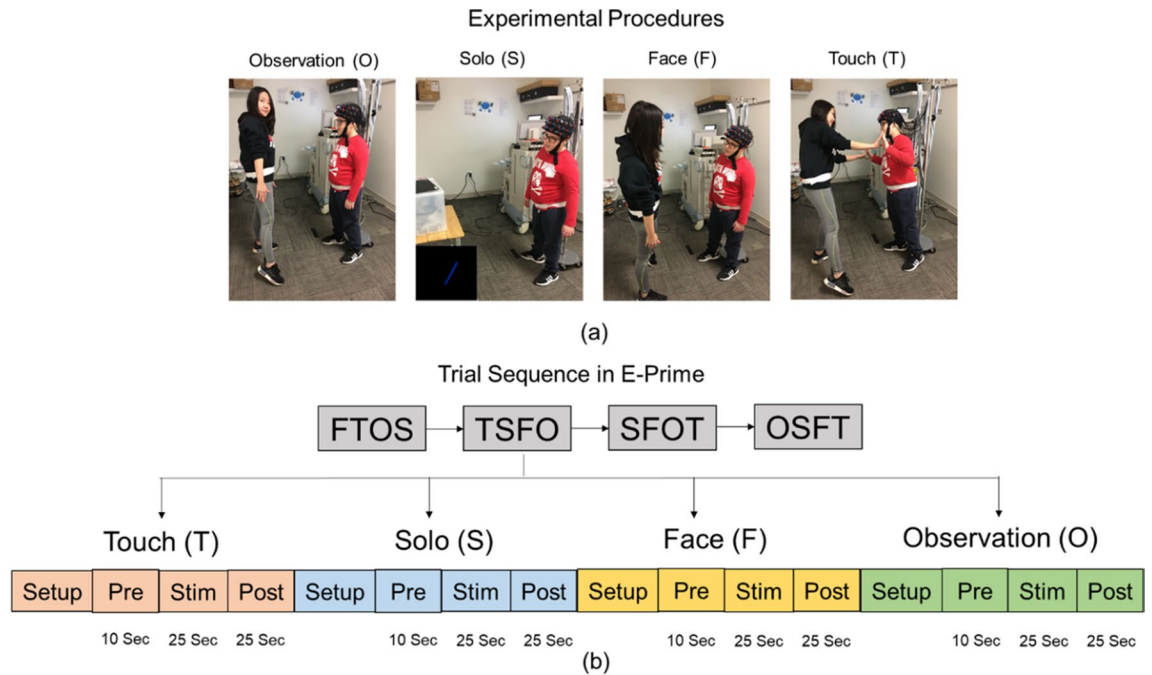 Experimental Procedures
Observation (O) Solo (S) Face (F) Touch (T)
(a)
Trial Sequence in E-Prime
FTOS TSFO SFOT OSFT
Touch (T) Solo (S) Face (F) Observation (O)
Setup Pre Stim Post Setup Pre Stim Post Setup Pre Stim Post Setup Pre Stim Post
10 Sec 25 Sec 25 Sec 10 Sec 25 Sec 25 Sec 10 Sec 25 Sec 25 Sec 10 Sec 25 Sec 25 Sec
(b)